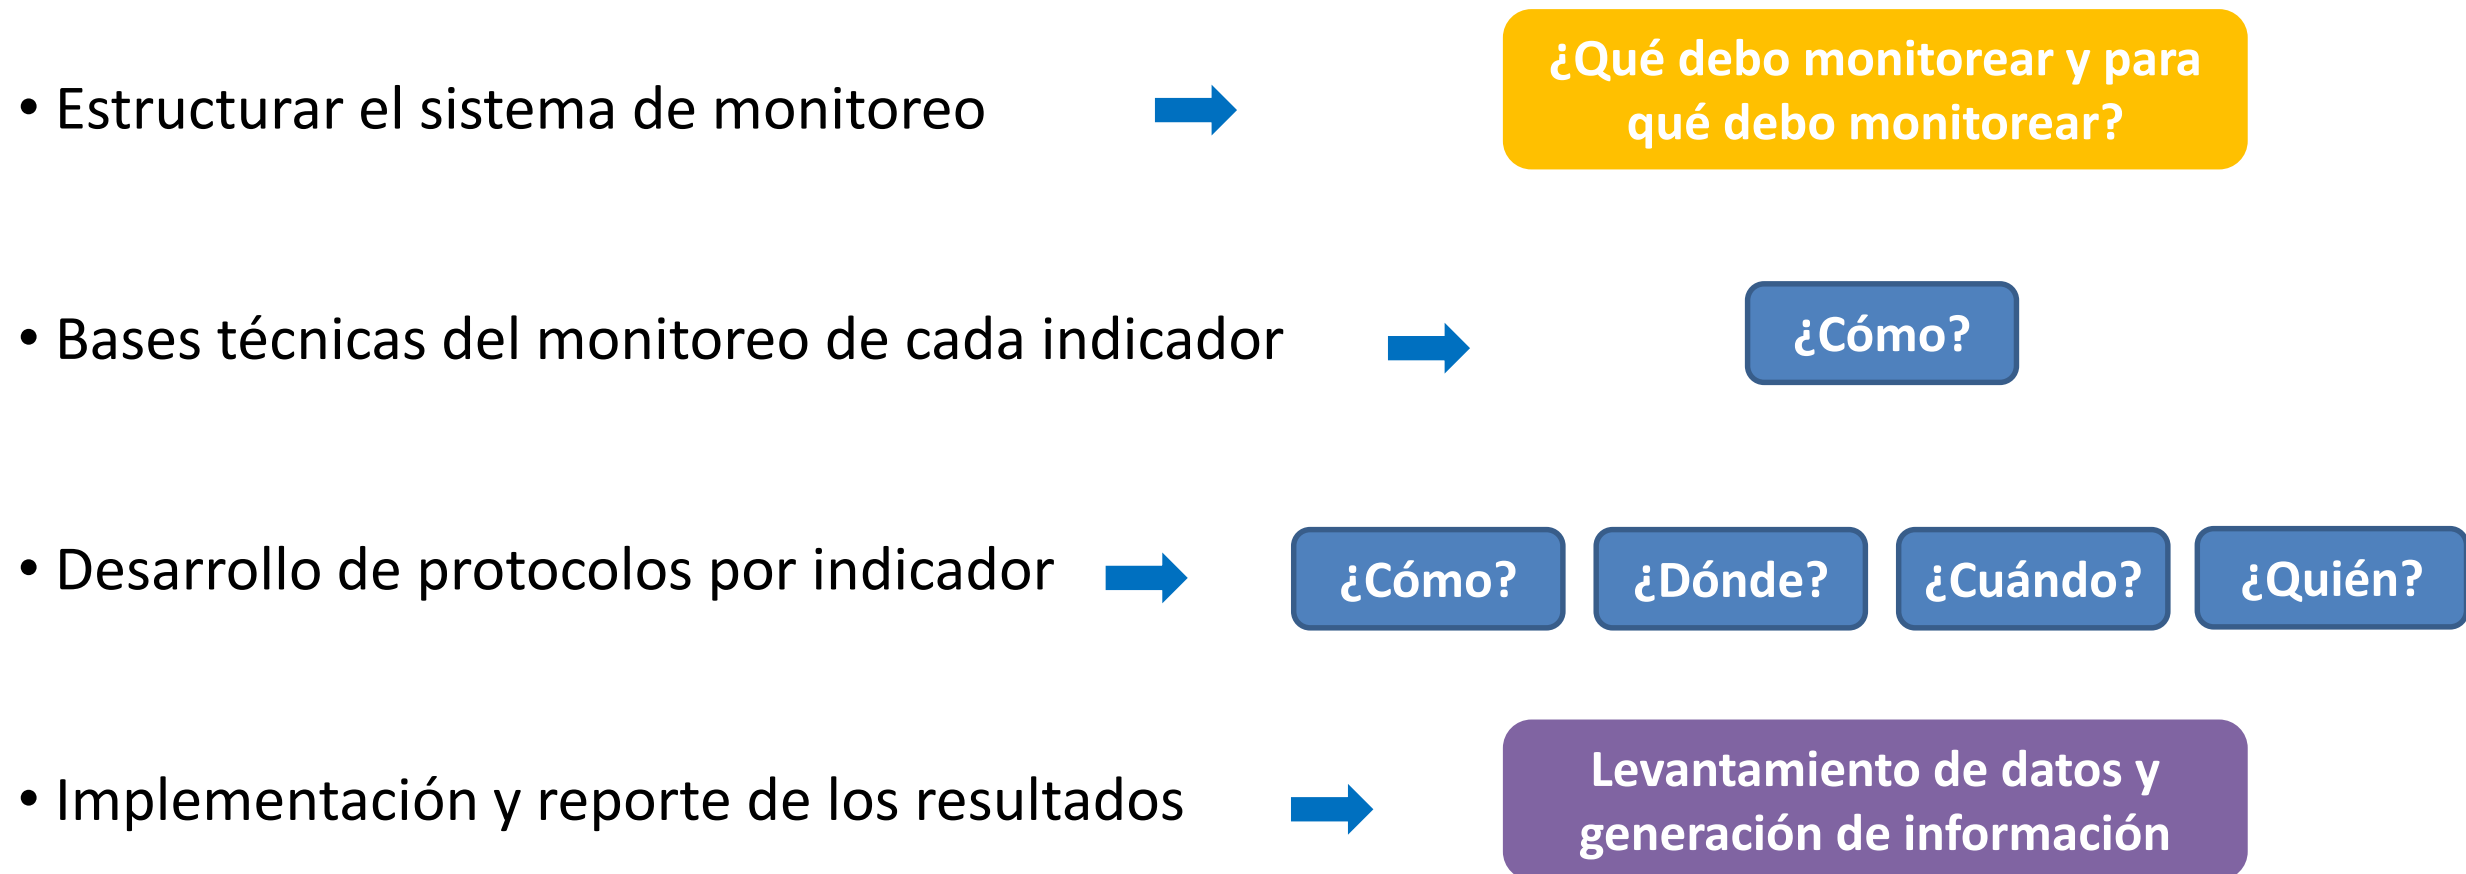 • Estructurar el sistema de monitoreo
¿Qué debo monitorear y para
qué debo monitorear?
• Bases técnicas del monitoreo de cada indicador
¿Cómo?
• Desarrollo de protocolos por indicador
¿Cómo?
¿Dónde?
¿Cuándo?
¿Quién?
• Implementación y reporte de los resultados
Levantamiento de datos y
generación de información